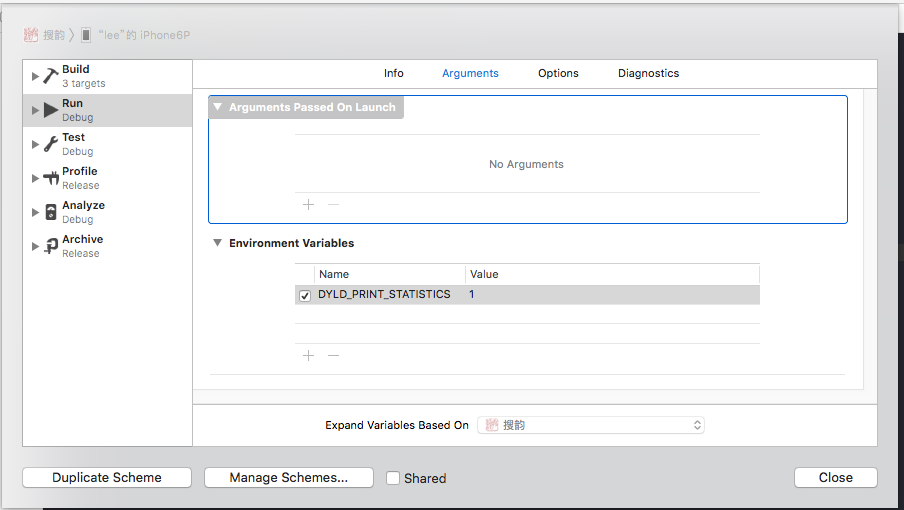 搜韵 〉 “lee”的 iPhone6P
Build
3 targets
Run
Debug
Test
Debug
Profile
Release
Analyze
Debug
Archive
Release
Info Arguments Options Diagnostics
Arguments Passed On Launch
No Arguments
Environment Variables
Name Value
DYLD_PRINT_STATISTICS 1
Expand Variables Based On 搜韵
Duplicate Scheme Manage Schemes... Shared Close